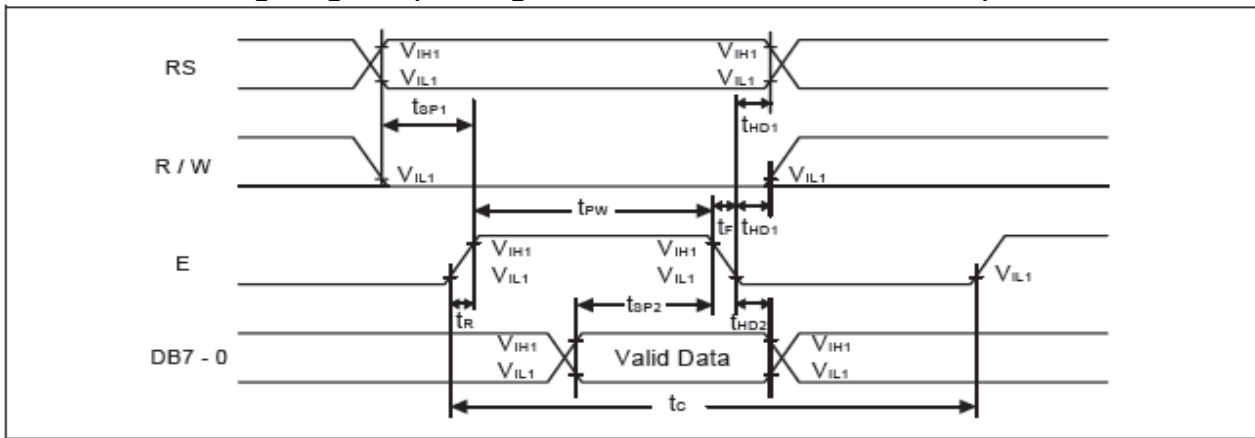 RS
VIH1
VIL1
VIH1
VIL1
tSP1
tHD1
R / W
VIL1
VIL1
tPW
tF
tHD1
E
VIH1
VIL1
VIH1
VIL1
VIL1
tR
tSP2
tHD2
DB7 - 0
VIH1
VIL1
Valid Data
VIH1
VIL1
tC